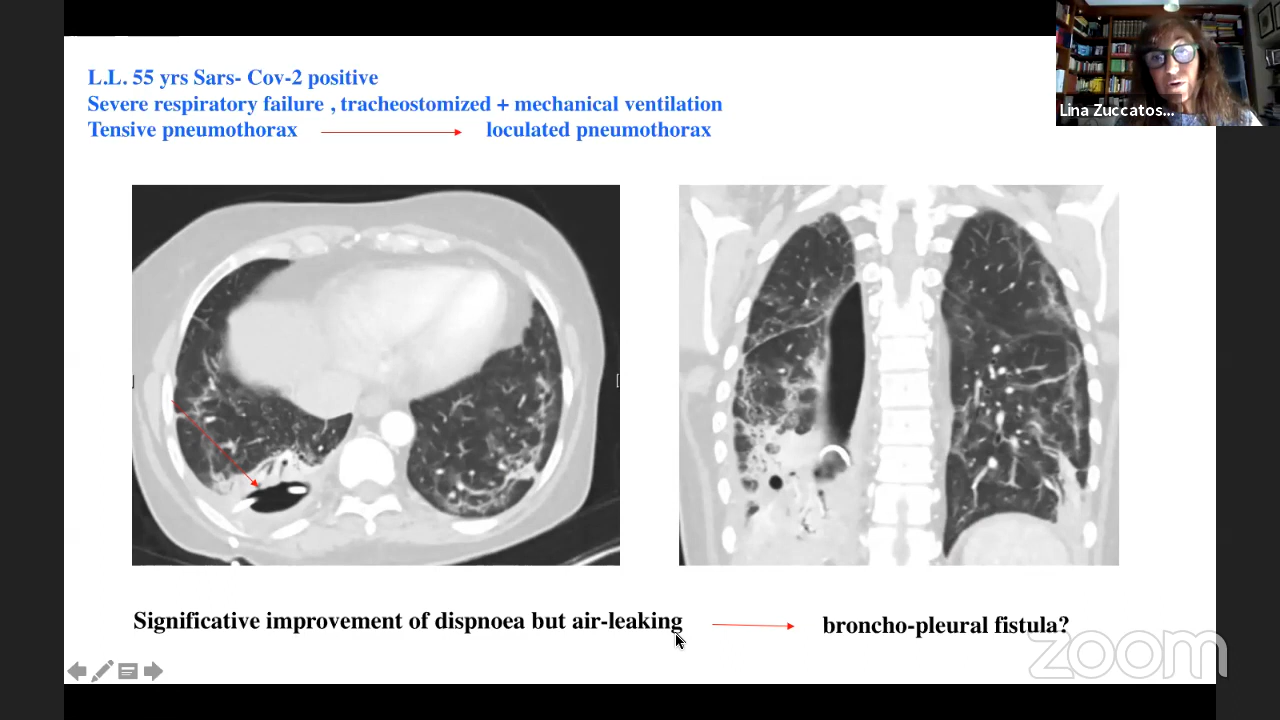 L.L. 55 yrs Sars- Cov-2 positive
Severe respiratory failure , tracheostomized + mechanical ventilation
Tensive pneumothorax loculated pneumothorax
Lina Zuccatos...
Significative improvement of dispnoea but air-leaking broncho-pleural fistula?
zoom